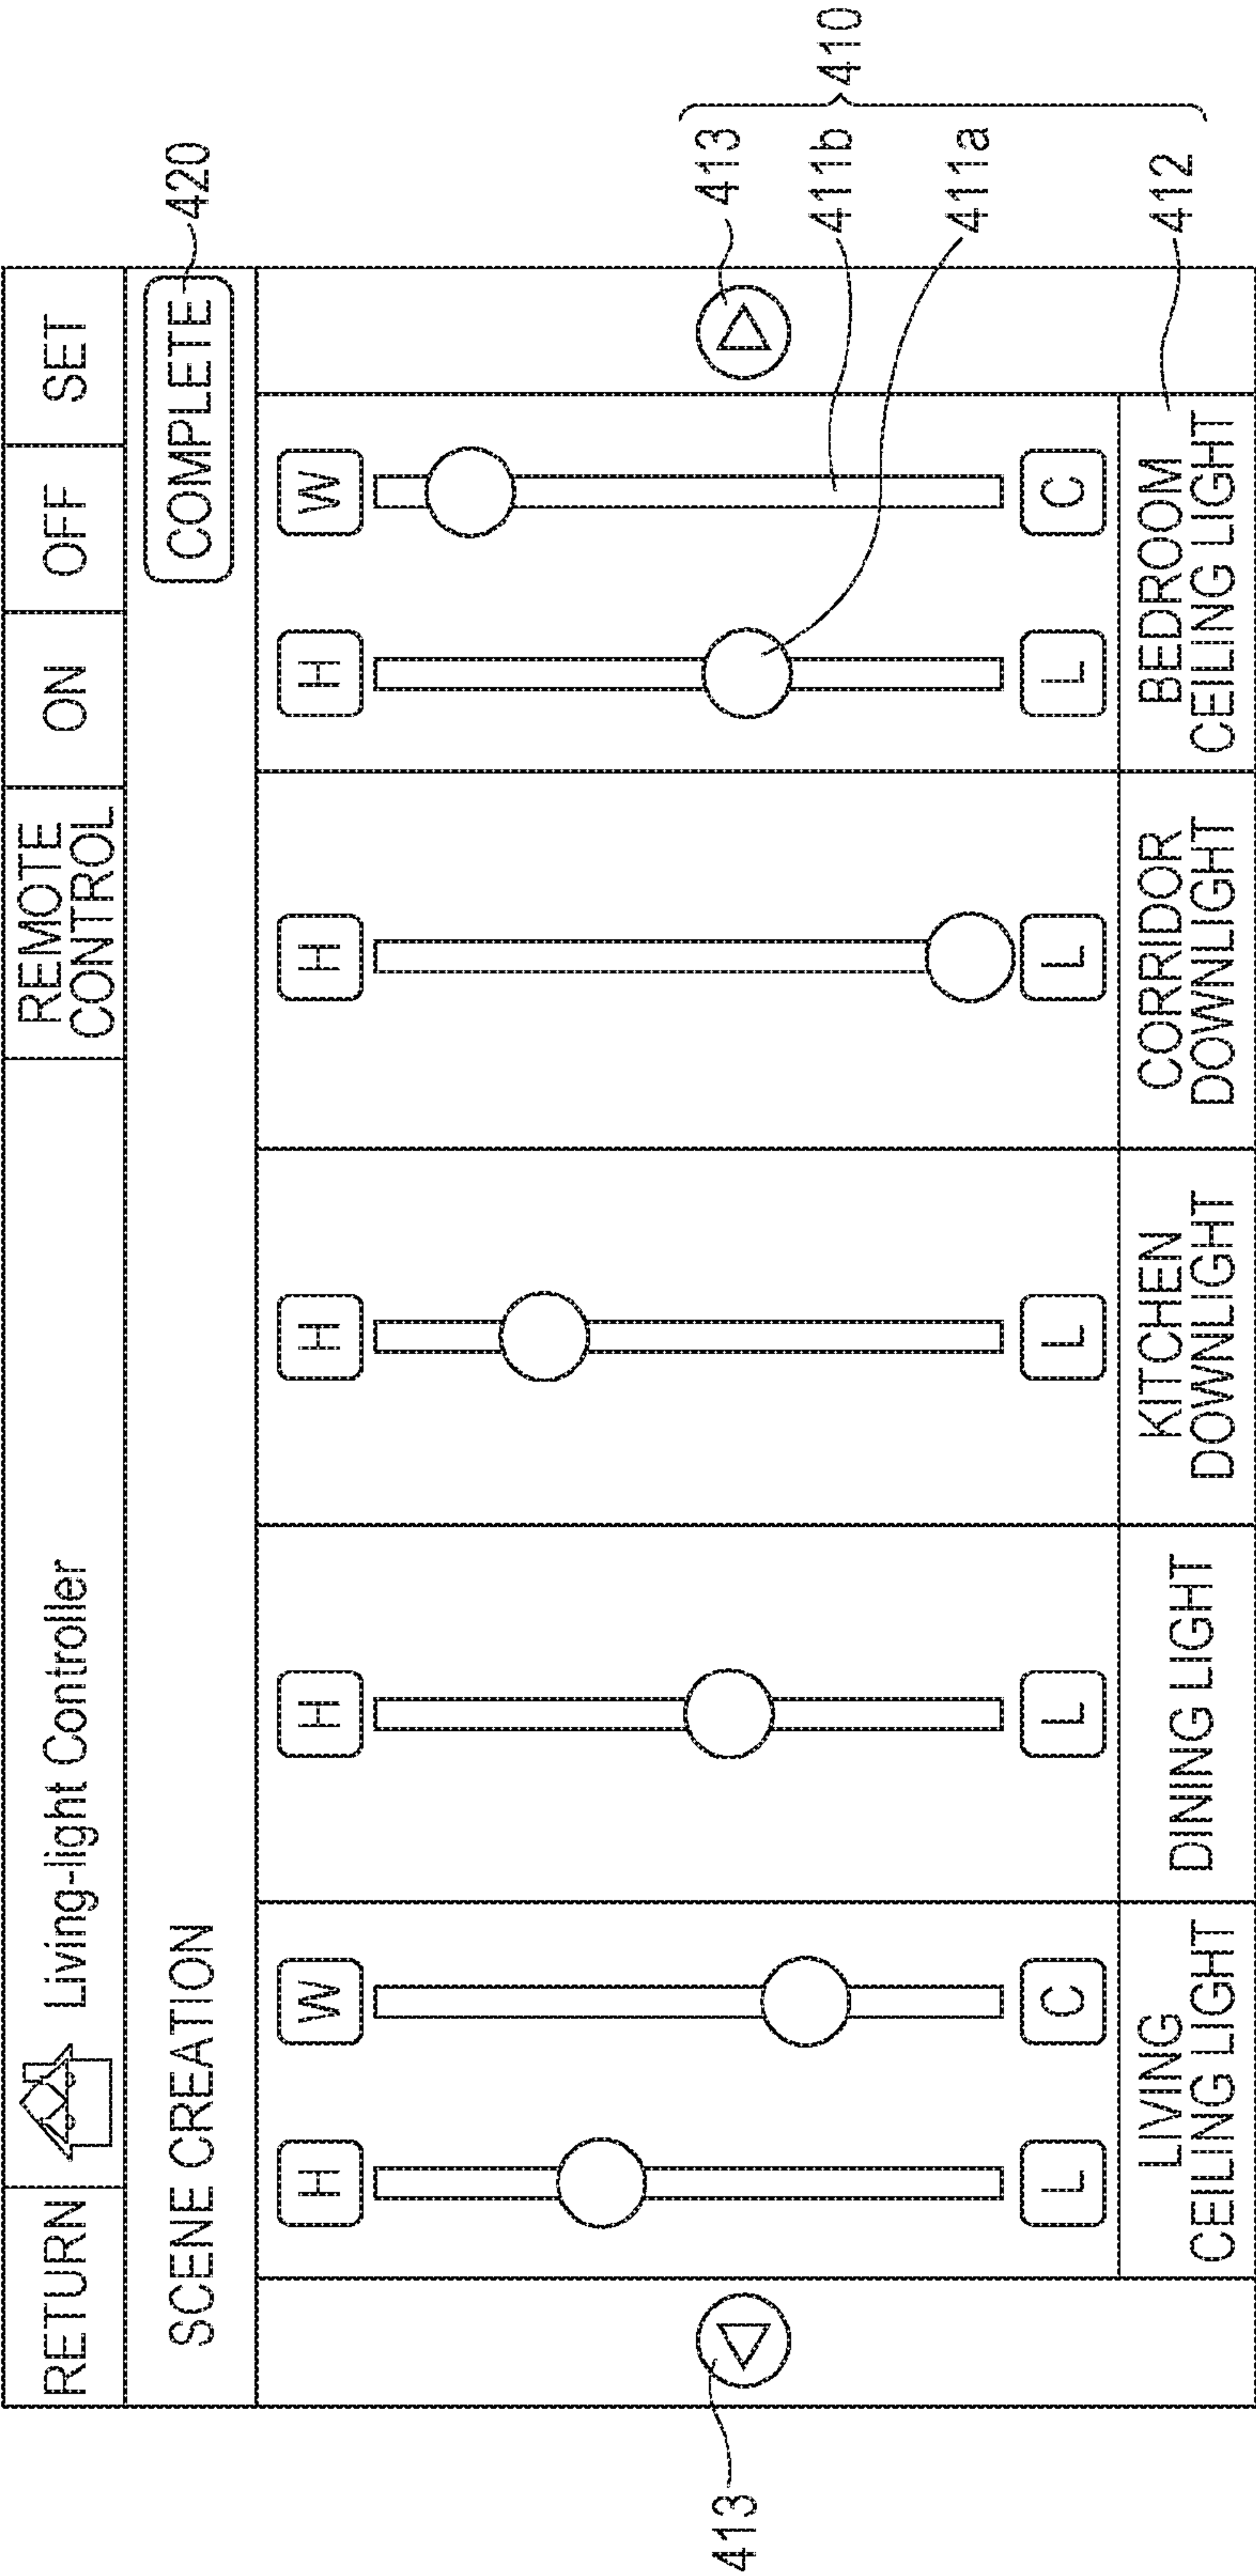 RETURN
Living-light Controller
REMOTE
CONTROL
ON
OFF
SET
SCENE CREATION
COMPLETE
420
H
W
H
H
H
H
W
L
C
L
L
L
L
C
LIVING
CEILING LIGHT
DINING LIGHT
KITCHEN
DOWNLIGHT
CORRIDOR
DOWNLIGHT
BEDROOM
CEILING LIGHT
413
413
411b
411a
412
410